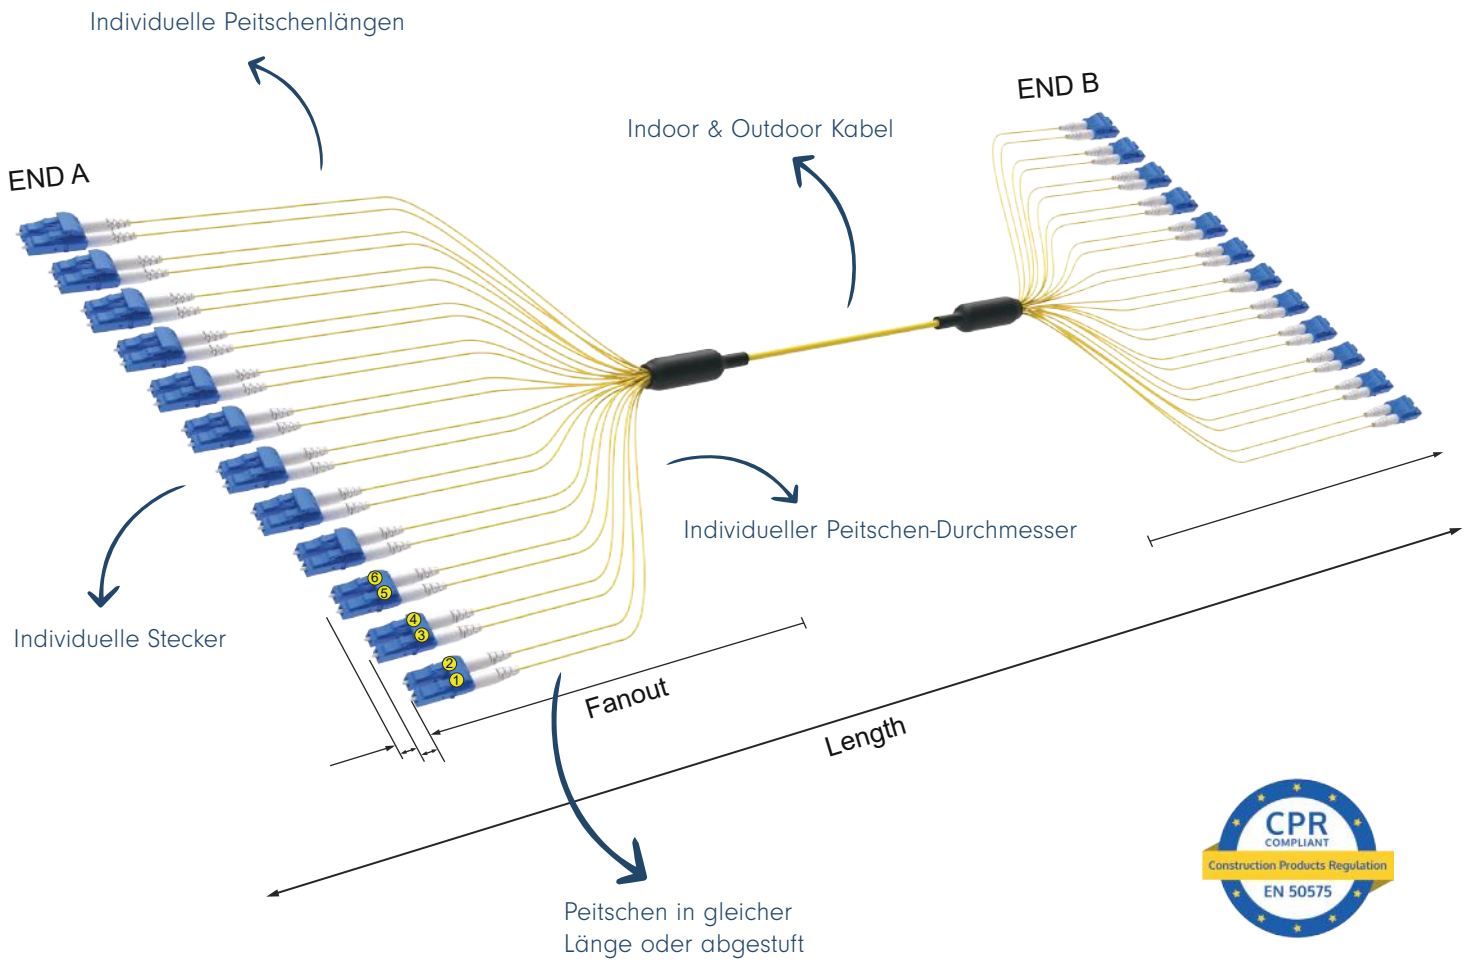 Individuelle Peitschenlängen
END B
Indoor & Outdoor Kabel
END A
Individueller Peitschen-Durchmesser
6
5
4
3
2
1
Individuelle Stecker
Fanout
Length
Peitschen in gleicher
Länge oder abgestuft
CPR
COMPLIANT
Construction Products Regulation
EN 50575